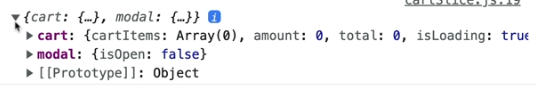 cartSlice.js:19
▼{cart: {…}, modal: {…}} i
▶ cart: {cartItems: Array(0), amount: 0, total: 0, isLoading: true
▶ modal: {isOpen: false}
▶ [[Prototype]]: Object